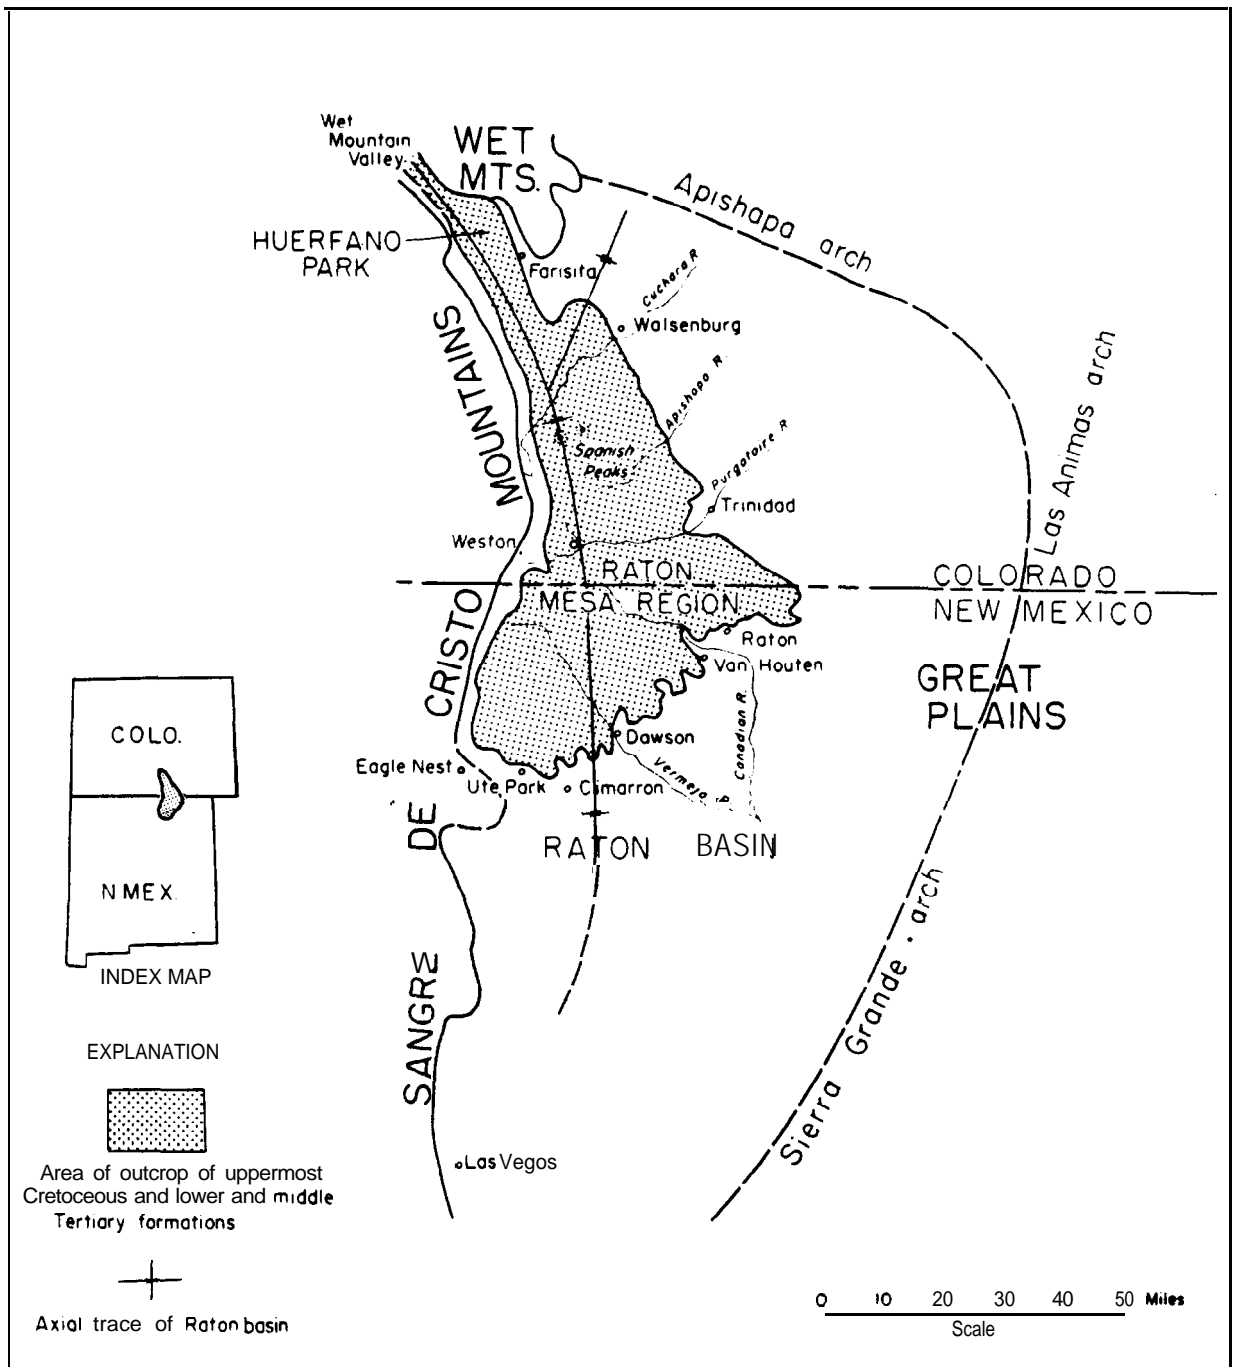 Wet
Mountain
Valley
WET
MTS.
Apishapa arch
HUERFANO
PARK
Farisita
Cuchara R
Walsenburg
MOUNTAINS
Apishapa R
Las Animas arch
Spanish
Peaks
Purgatoire R
Trinidad
Weston
RATON
MESA REGION
COLORADO
NEW MEXICO
CRISTO
Raton
Van Houten
GREAT
PLAINS
COLO.
Dawson
Canadian R.
Eagle Nest
Ute Park
Cimarron
Vermejo R
DE
RATON BASIN
N MEX.
Sierra Grande arch
INDEX MAP
SANGRE
EXPLANATION
Las Vegos
Area of outcrop of uppermost
Cretoceous and lower and middle
Tertiary formations
Axial trace of Raton basin
0 10 20 30 40 50 Miles
Scale